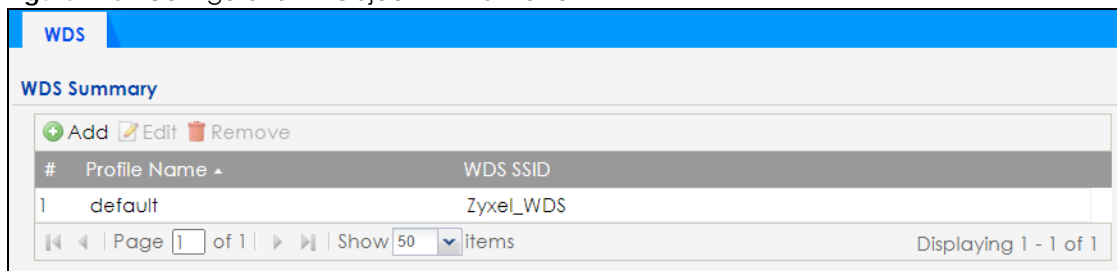 WDS
WDS Summary
Add Edit Remove
# Profile Name WDS SSID
1 default Zyxel_WDS
Page 1 of 1 Show 50 items Displaying 1 - 1 of 1